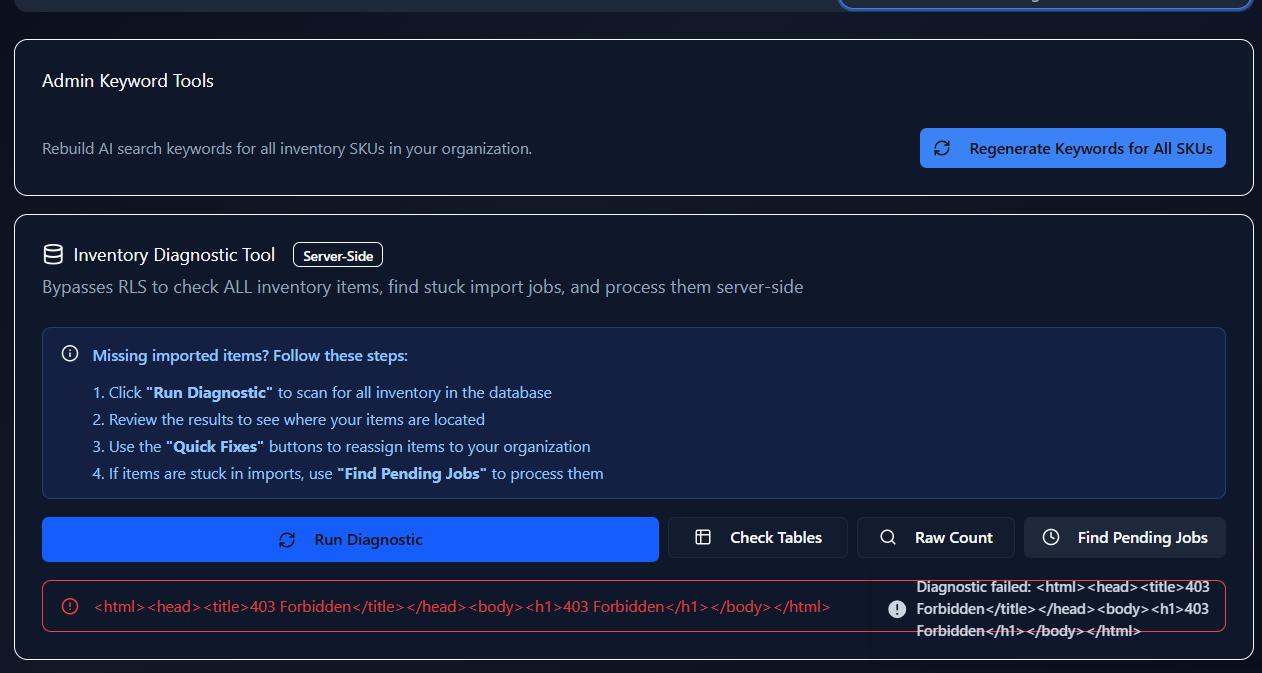 Admin Keyword Tools
Rebuild AI search keywords for all inventory SKUs in your organization.
Regenerate Keywords for All SKUs
Inventory Diagnostic Tool
Server-Side
Bypasses RLS to check ALL inventory items, find stuck import jobs, and process them server-side
Missing imported items? Follow these steps:
1. Click "Run Diagnostic" to scan for all inventory in the database
2. Review the results to see where your items are located
3. Use the "Quick Fixes" buttons to reassign items to your organization
4. If items are stuck in imports, use "Find Pending Jobs" to process them
Run Diagnostic
Check Tables
Raw Count
Find Pending Jobs
<html><head><title>403 Forbidden</title></head><body><h1>403 Forbidden</h1></body></html>
Diagnostic failed: <html><head><title>403
Forbidden</title></head><body><h1>403
Forbidden</h1></body></html>